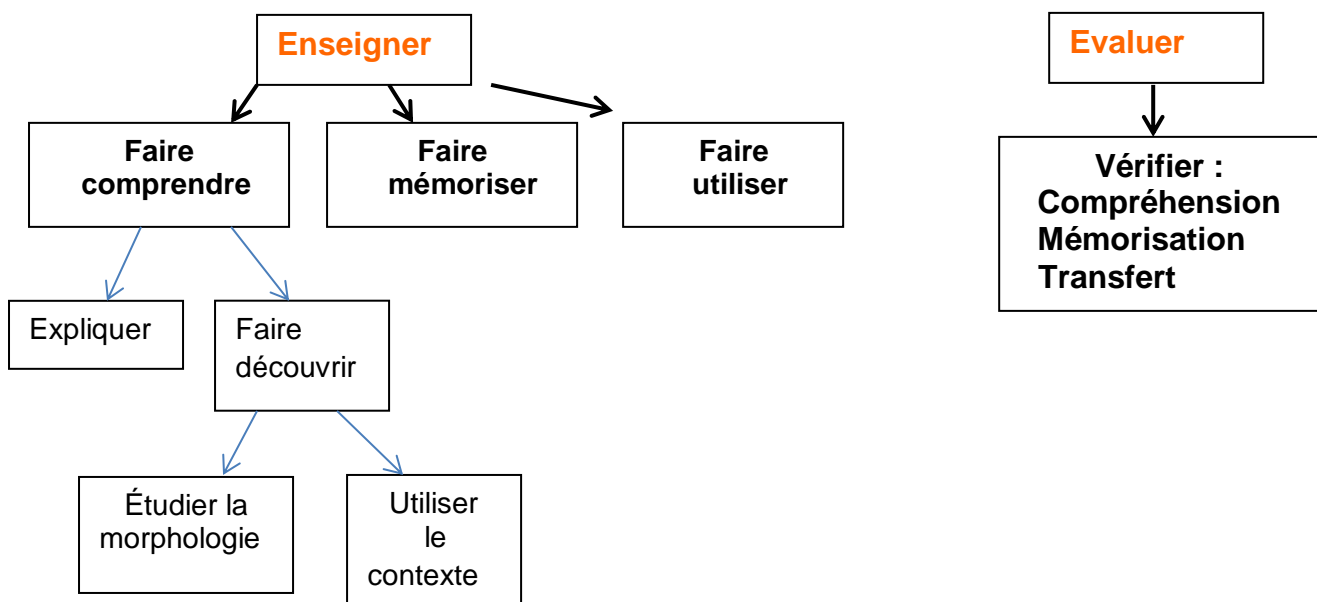 Enseigner
Evaluer
Faire
comprendre
Faire
mémoriser
Faire
utiliser
Vérifier :
Compréhension
Mémorisation
Transfert
Expliquer
Faire
découvrir
Étudier la
morphologie
Utiliser
le
contexte